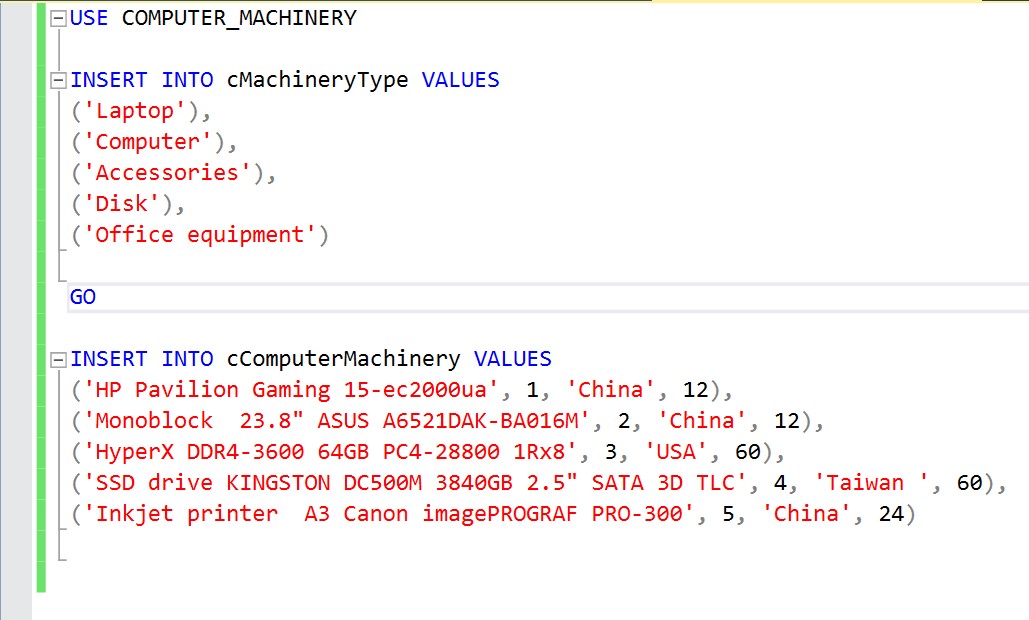 USE COMPUTER_MACHINERY
INSERT INTO cMachineryType VALUES
('Laptop'),
('Computer'),
('Accessories'),
('Disk'),
('Office equipment')
GO
INSERT INTO cComputerMachinery VALUES
('HP Pavilion Gaming 15-ec2000ua', 1, 'China', 12),
('Monoblock  23.8" ASUS A6521DAK-BA016M', 2, 'China', 12),
('HyperX DDR4-3600 64GB PC4-28800 1Rx8', 3, 'USA', 60),
('SSD drive KINGSTON DC500M 3840GB 2.5" SATA 3D TLC', 4, 'Taiwan ', 60),
('Inkjet printer  A3 Canon imagePROGRAF PRO-300', 5, 'China', 24)